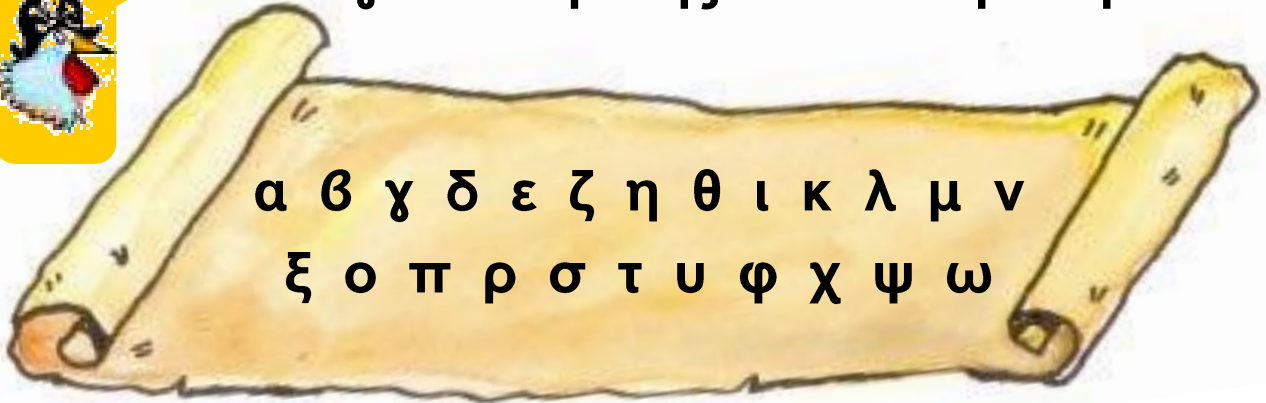 α β γ δ ε ζ η θ ι κ λ μ ν
ξ ο π ρ σ τ υ φ χ ψ ω